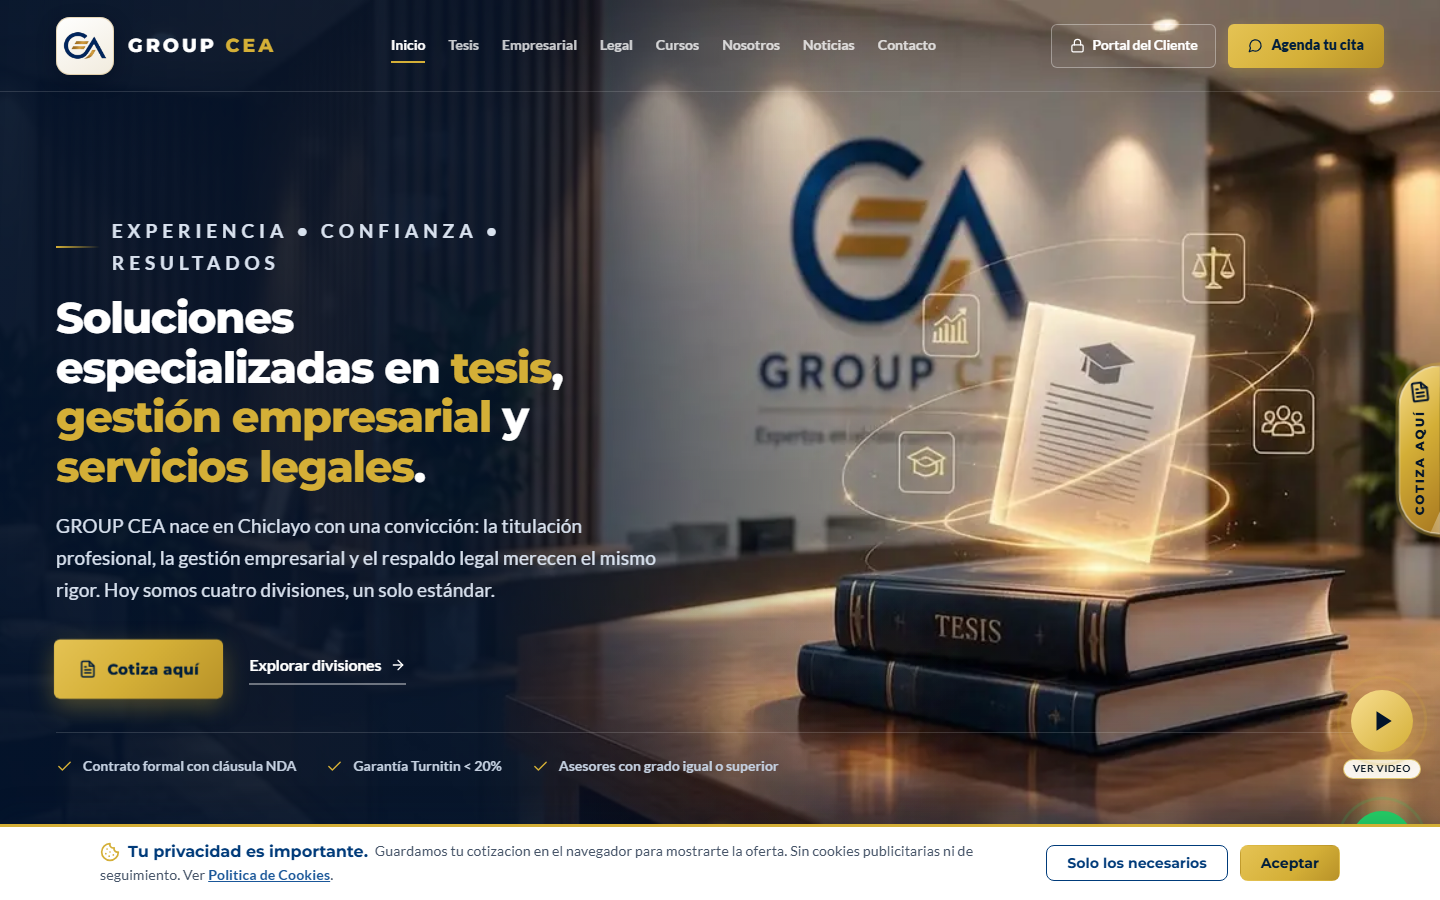 GROUP CEA
Inicio
Tesis
Empresarial
Legal
Cursos
Nosotros
Noticias
Contacto
Portal del Cliente
Agenda tu cita
EXPERIENCIA • CONFIANZA •
RESULTADOS
Soluciones
especializadas en tesis,
gestión empresarial y
servicios legales.
GROUP CEA nace en Chiclayo con una convicción: la titulación
profesional, la gestión empresarial y el respaldo legal merecen el mismo
rigor. Hoy somos cuatro divisiones, un solo estándar.
Cotiza aquí
Explorar divisiones
Contrato formal con cláusula NDA
Garantía Turnitin < 20%
Asesores con grado igual o superior
GROUP CE
TESIS
COTIZA AQUÍ
VER VIDEO
Tu privacidad es importante. Guardamos tu cotizacion en el navegador para mostrarte la oferta. Sin cookies publicitarias ni de
seguimiento. Ver Politica de Cookies.
Solo los necesarios
Aceptar